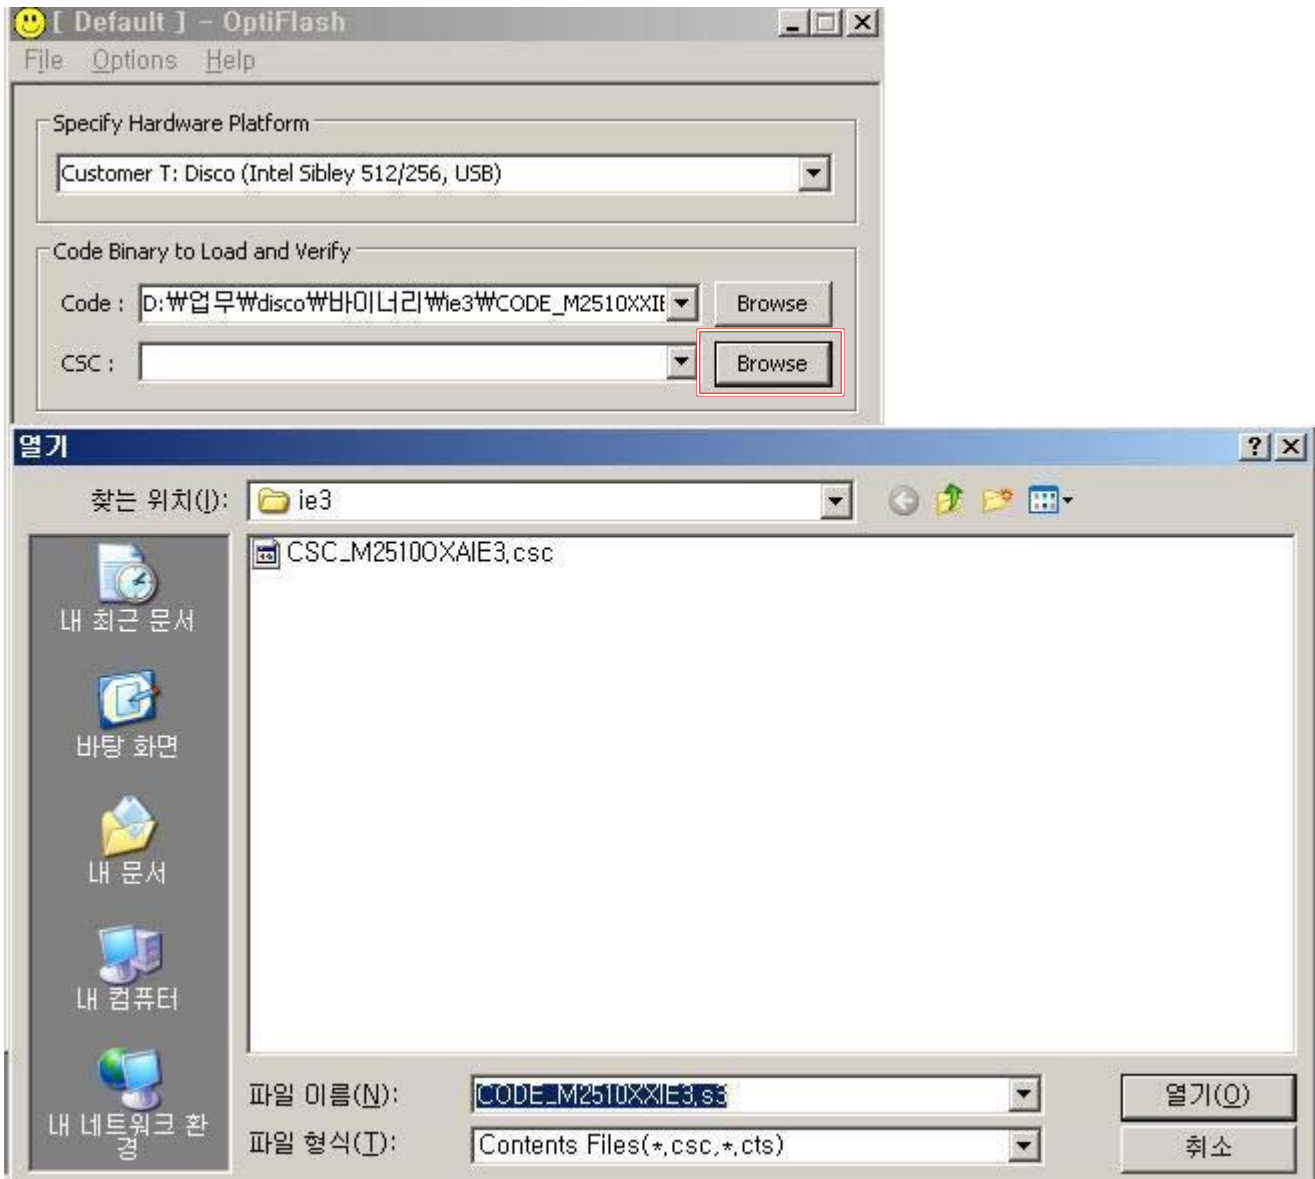 [ Default ] - OptiFlash
File Options Help
Specify Hardware Platform
Customer T: Disco (Intel Sibley 512/256, USB)
Code Binary to Load and Verify
Code : D:₩업무₩disco₩바이너리₩ie3₩CODE_M2510XXIE Browse
CSC : Browse
열기
찾는 위치(I): ie3
CSC_M2510OXAIE3.csc
내 최근 문서
바탕 화면
내 문서
내 컴퓨터
내 네트워크 환
경
파일 이름(N): CODE_M2510XXIE3.s3 열기(O)
파일 형식(T): Contents Files(*.csc,*.cts) 취소